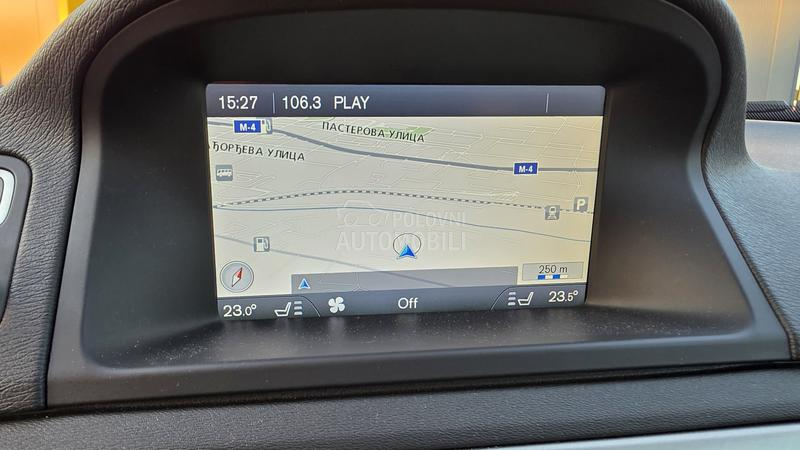 15:27 106.3 PLAY
M-4
ПАСТЕРОВА УЛИЦА
ЂОРЂЕВА УЛИЦА
M-4
P
POLOVNI
AUTOMOBILI
250 m
23.0° Off 23.5°